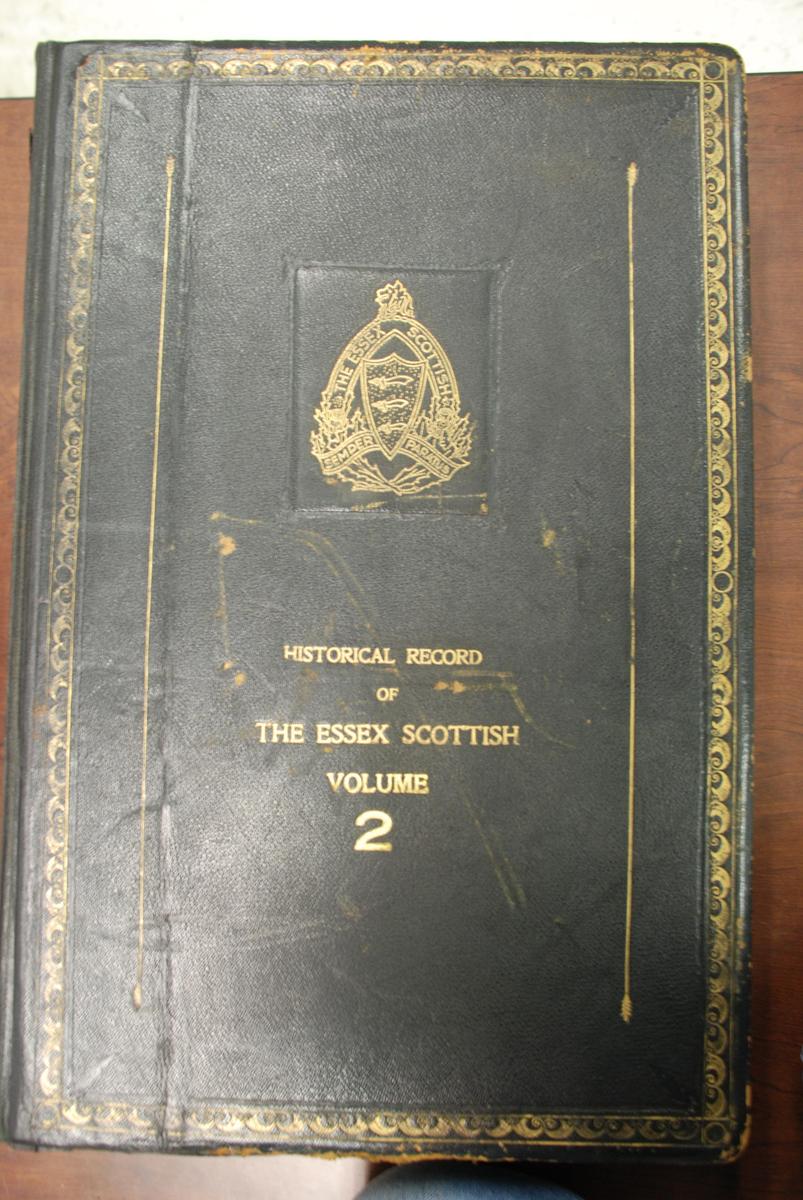 THE ESSEX SCOTTISH
SEMPER PARATUS
HISTORICAL RECORD
OF
THE ESSEX SCOTTISH
VOLUME
2